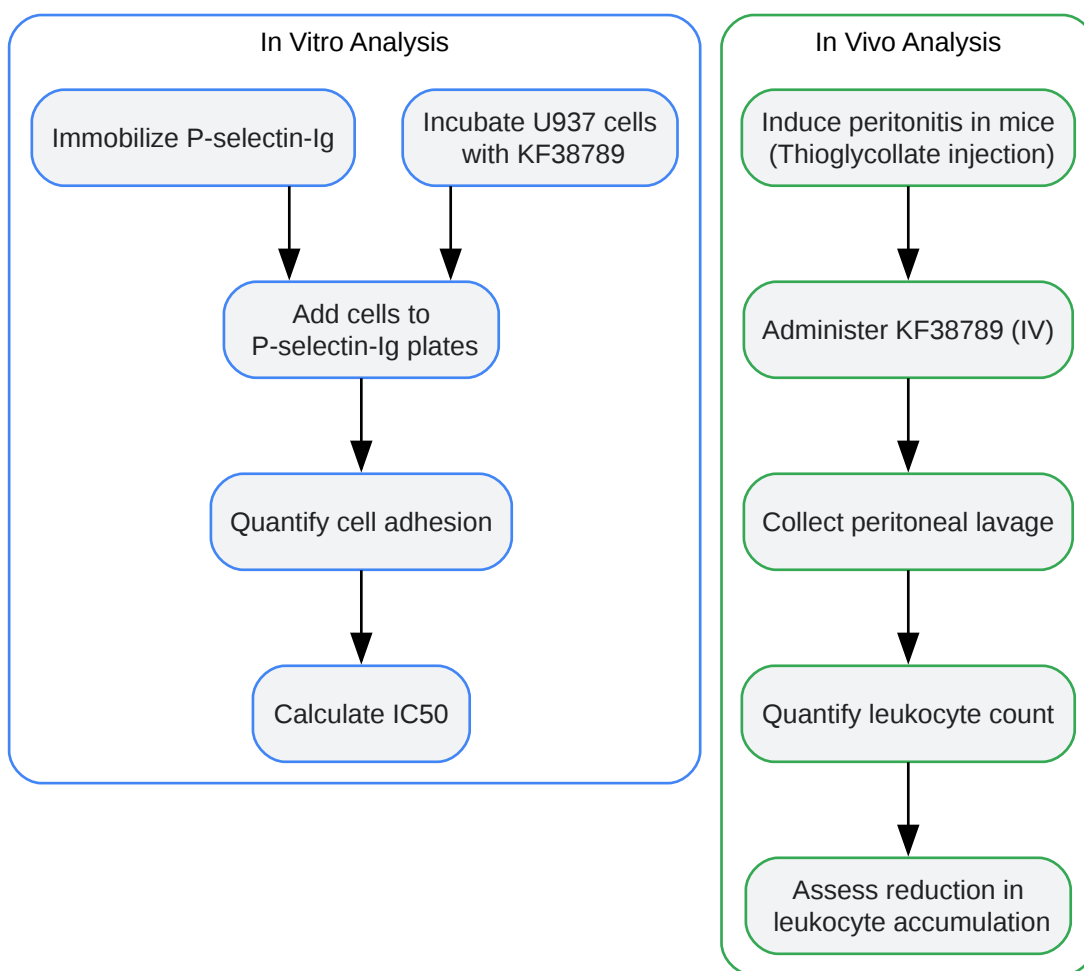 In Vitro Analysis
Immobilize P-selectin-Ig
Incubate U937 cells
with KF38789
Add cells to
P-selectin-Ig plates
Quantify cell adhesion
Calculate IC50
In Vivo Analysis
Induce peritonitis in mice
(Thioglycollate injection)
Administer KF38789 (IV)
Collect peritoneal lavage
Quantify leukocyte count
Assess reduction in
leukocyte accumulation